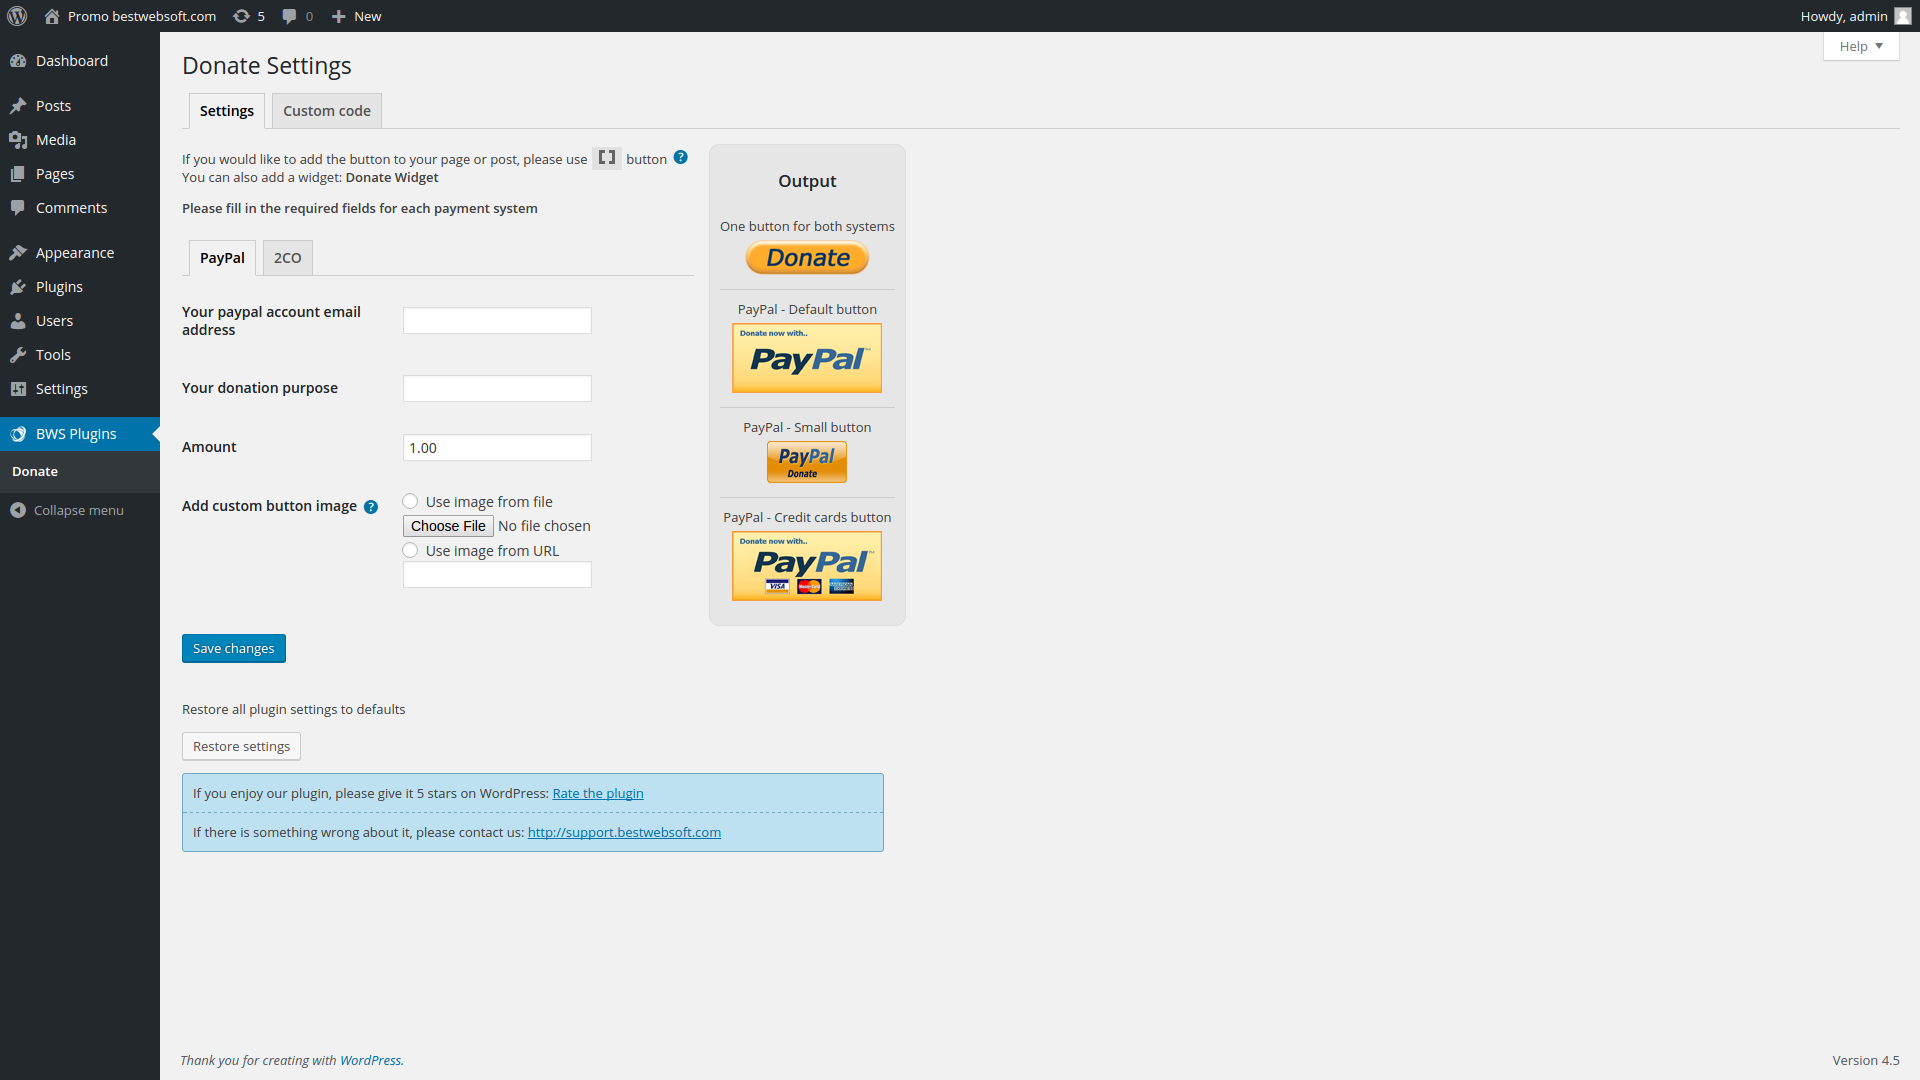 Promo bestwebsoft.com
5
0
New
Howdy, admin
Help
Dashboard
Posts
Media
Pages
Comments
Appearance
Plugins
Users
Tools
Settings
BWS Plugins
Donate
Collapse menu
Donate Settings
Settings
Custom code
If you would like to add the button to your page or post, please use [] button ?
You can also add a widget: Donate Widget
Please fill in the required fields for each payment system
PayPal
2CO
Your paypal account email
address
Your donation purpose
Amount
1.00
Add custom button image ?
Use image from file
Choose File No file chosen
Use image from URL
Save changes
Restore all plugin settings to defaults
Restore settings
If you enjoy our plugin, please give it 5 stars on WordPress: Rate the plugin
If there is something wrong about it, please contact us: http://support.bestwebsoft.com
Output
One button for both systems
Donate
PayPal - Default button
Donate now with..
PayPal™
PayPal - Small button
PayPal
Donate
PayPal - Credit cards button
Donate now with..
PayPal™
VISA MasterCard
Thank you for creating with WordPress.
Version 4.5